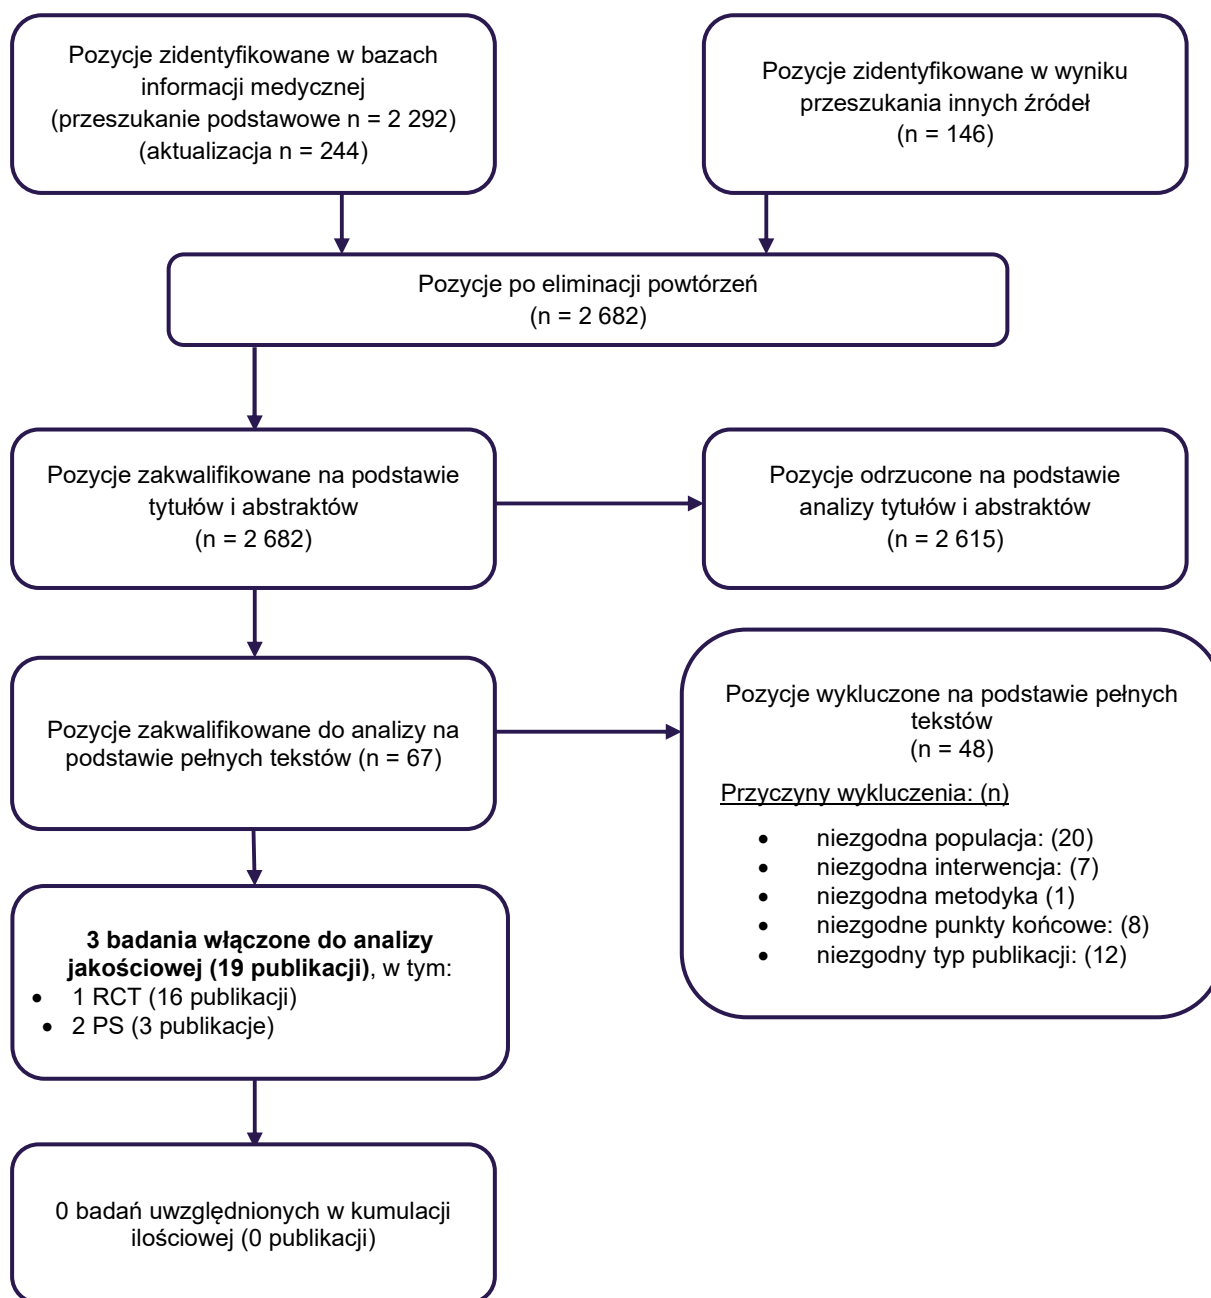 Pozycje zidentyfikowane w bazach
informacji medycznej
(przeszukanie podstawowe n = 2 292)
(aktualizacja n = 244)
Pozycje zidentyfikowane w wyniku
przeszukania innych źródeł
(n = 146)
Pozycje po eliminacji powtórzeń
(n = 2 682)
Pozycje zakwalifikowane na podstawie
tytułów i abstraktów
(n = 2 682)
Pozycje odrzucone na podstawie
analizy tytułów i abstraktów
(n = 2 615)
Pozycje zakwalifikowane do analizy na
podstawie pełnych tekstów (n = 67)
Pozycje wykluczone na podstawie pełnych
tekstów
(n = 48)
Przyczyny wykluczenia: (n)
• niezgodna populacja: (20)
• niezgodna interwencja: (7)
• niezgodna metodyka (1)
• niezgodne punkty końcowe: (8)
• niezgodny typ publikacji: (12)
3 badania włączone do analizy
jakościowej (19 publikacji), w tym:
• 1 RCT (16 publikacji)
• 2 PS (3 publikacje)
0 badań uwzględnionych w kumulacji
ilościowej (0 publikacji)